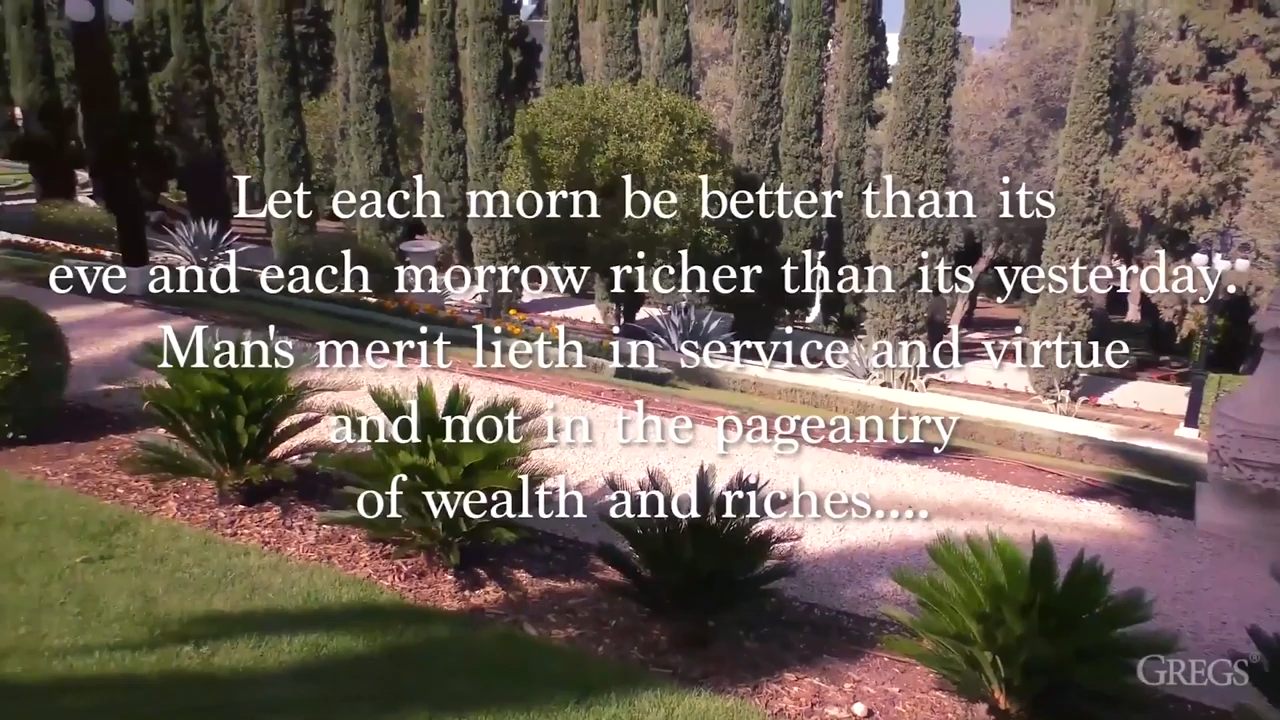 Let each morn be better than its
eve and each morrow richer than its yesterday.
Man's merit lieth in service and virtue
and not in the pageantry
of wealth and riches....
GREGS®